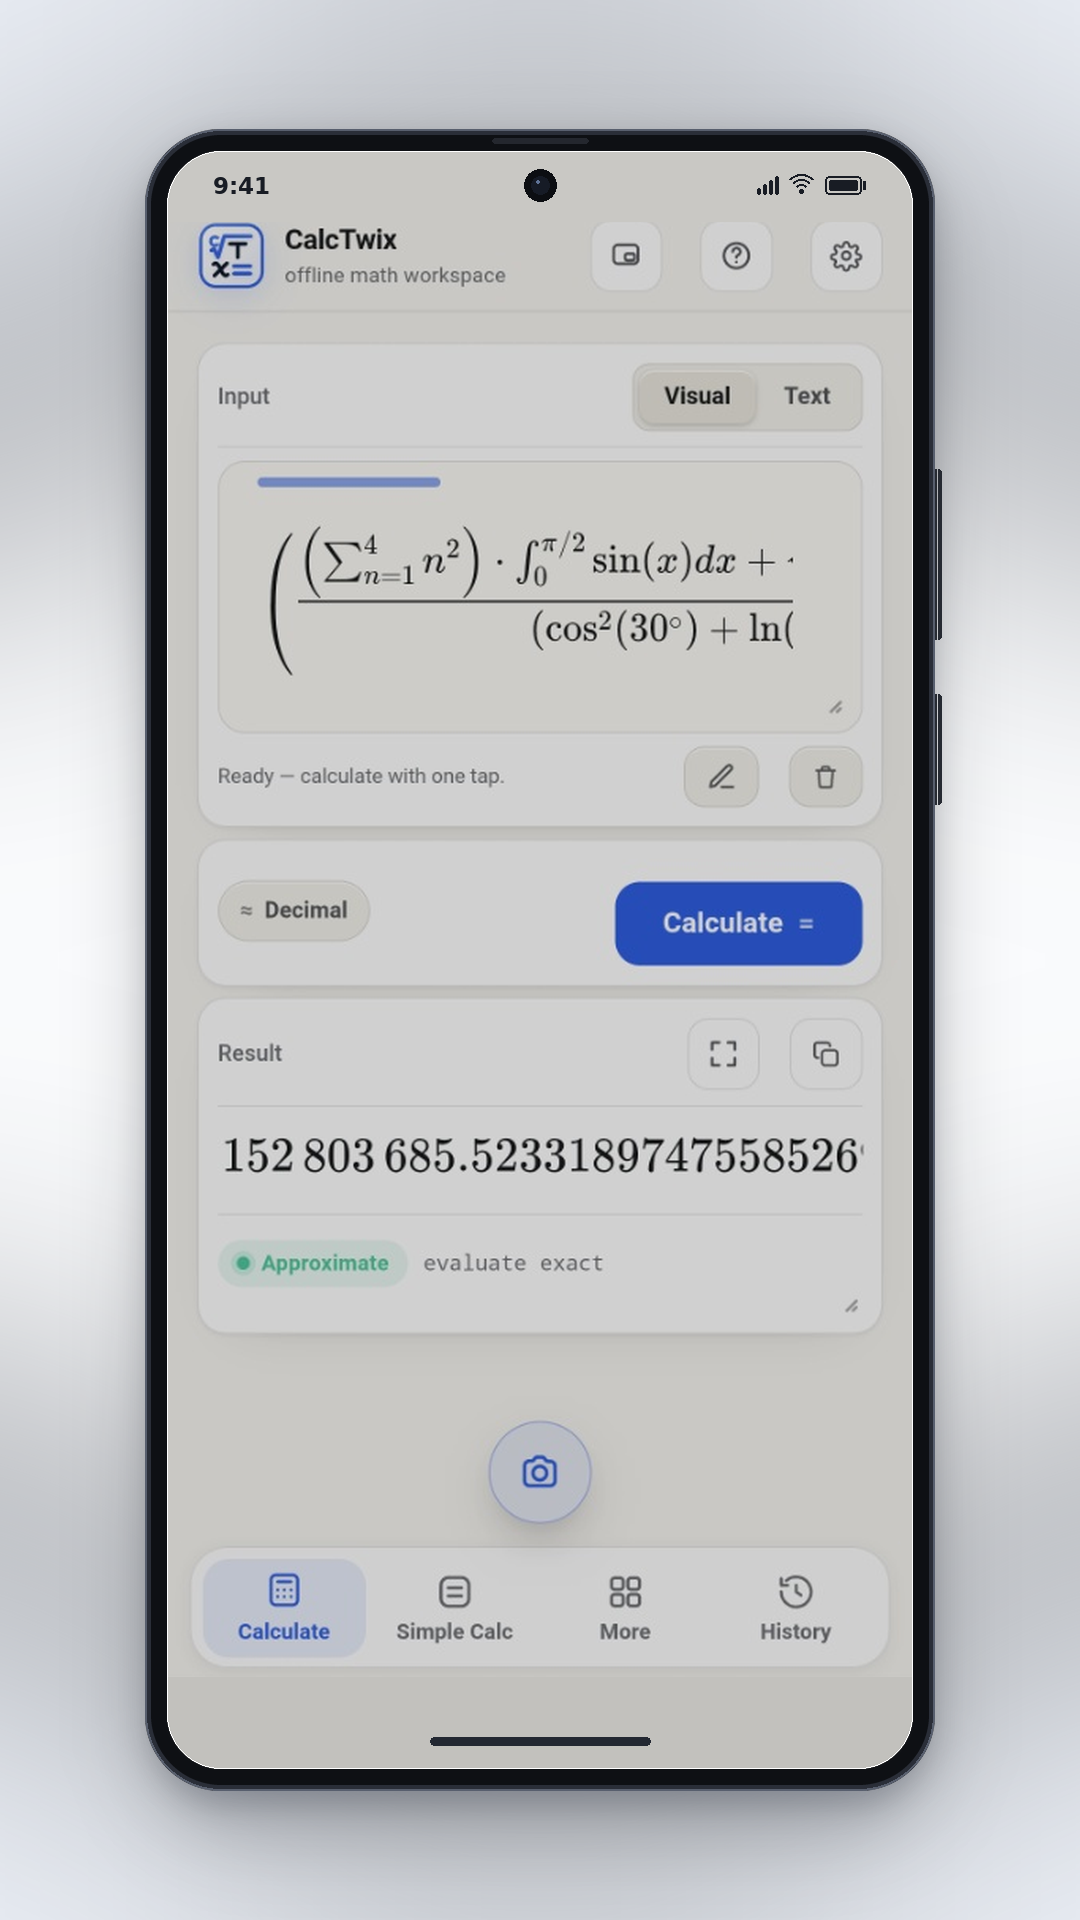 9:41
CalcTwix
offline math workspace
Input
Visual
Text
((∑_{n=1}^{4} n²) · ∫_0^{π/2} sin(x)dx +
(cos²(30°) + ln(
Ready — calculate with one tap.
≈ Decimal
Calculate =
Result
152 803 685.5233189747558526
Approximate
evaluate exact
Calculate
Simple Calc
More
History